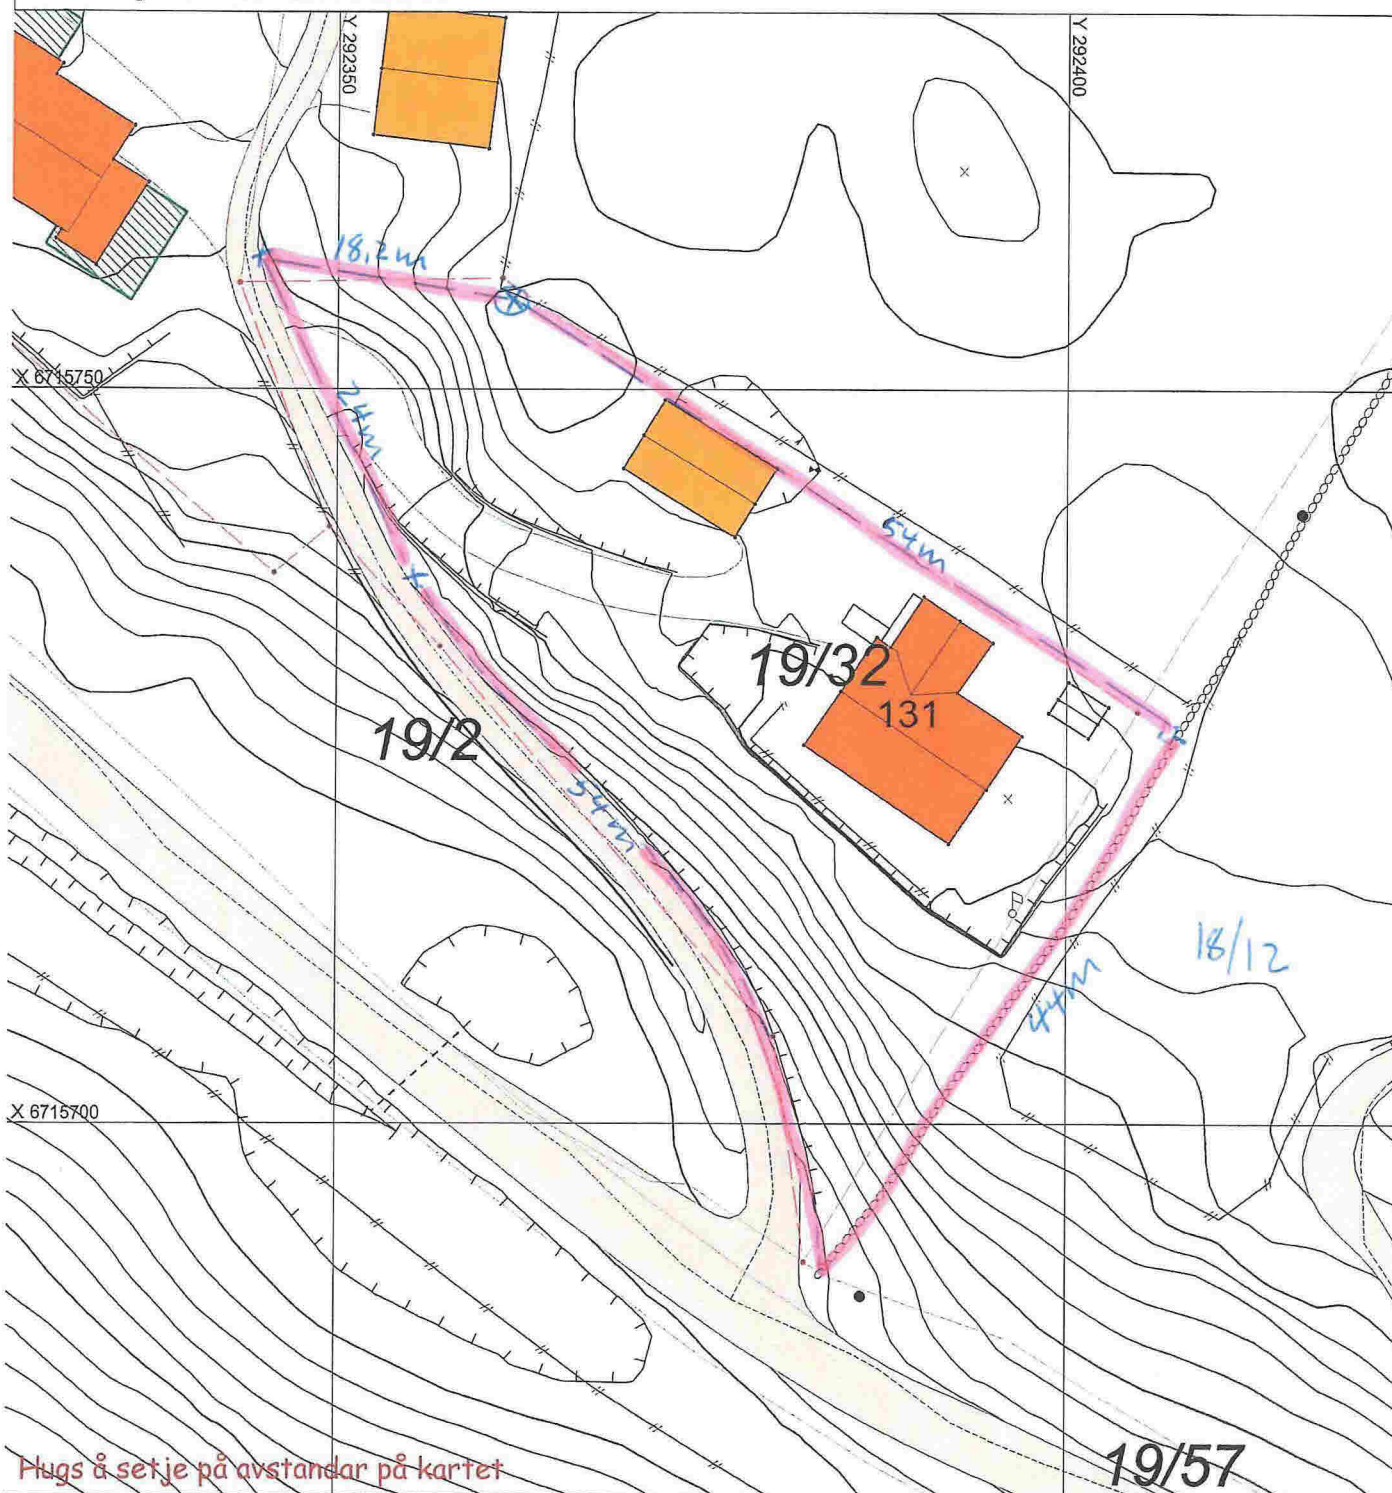 Y 292350
Y 292400
18,2m
X 6715750
24m
54m
19/32
131
19/2
54m
18/12
44m
X 6715700
19/57
Hugs å setje på avstandar på kartet